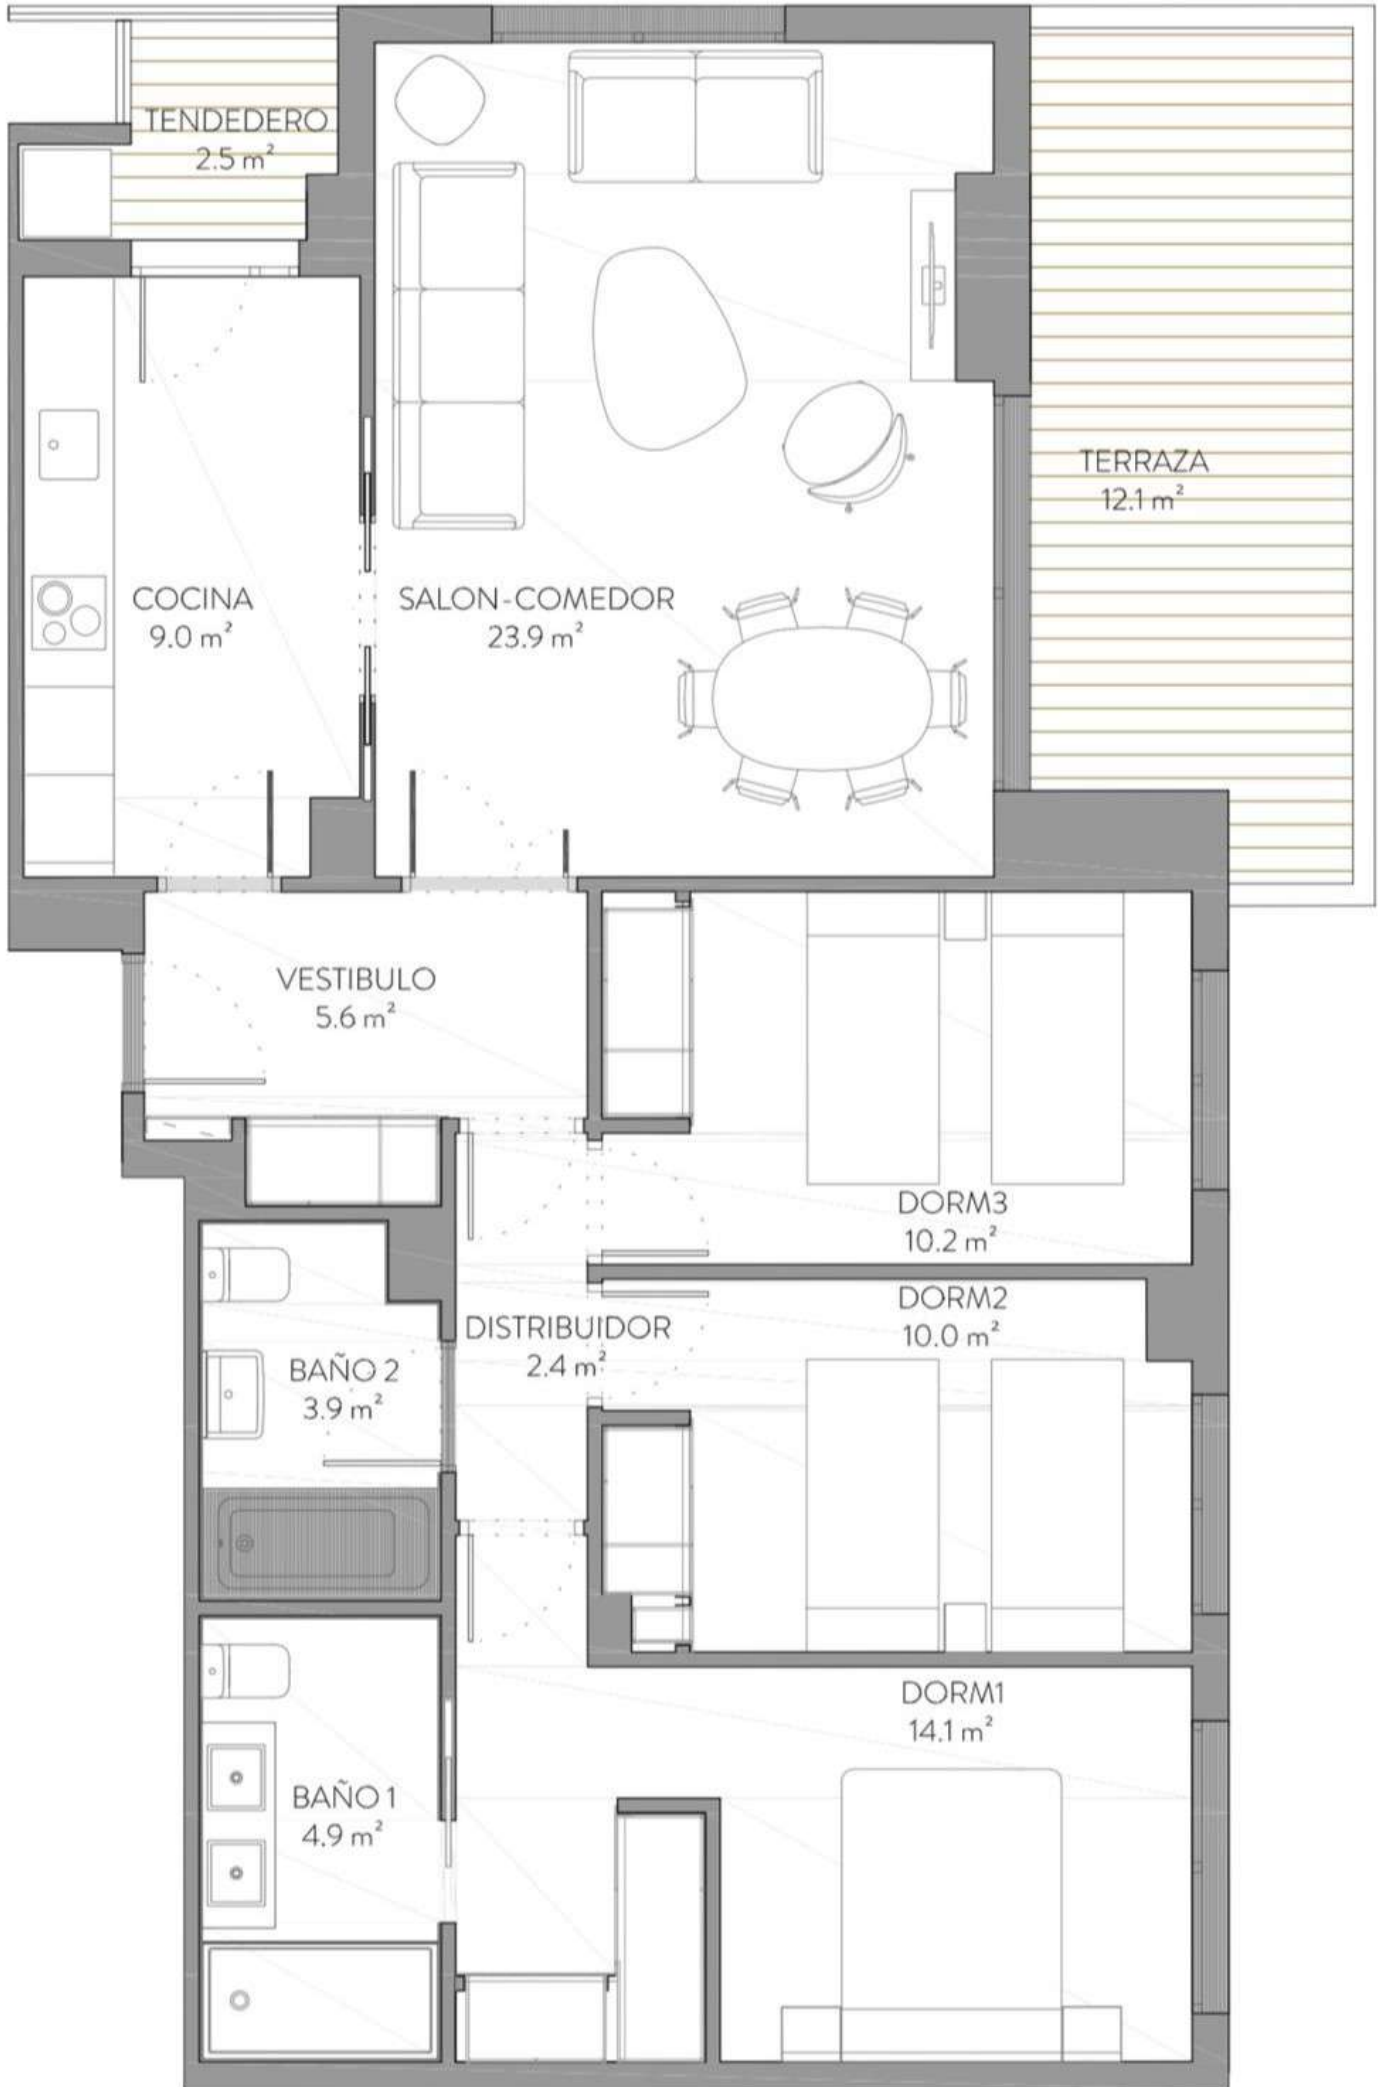 TENDEDERO
2.5 m²
TERRAZA
12.1 m²
COCINA
9.0 m²
SALON-COMEDOR
23.9 m²
VESTIBULO
5.6 m²
DORM3
10.2 m²
DORM2
10.0 m²
DISTRIBUIDOR
2.4 m²
BAÑO 2
3.9 m²
DORM1
14.1 m²
BAÑO 1
4.9 m²